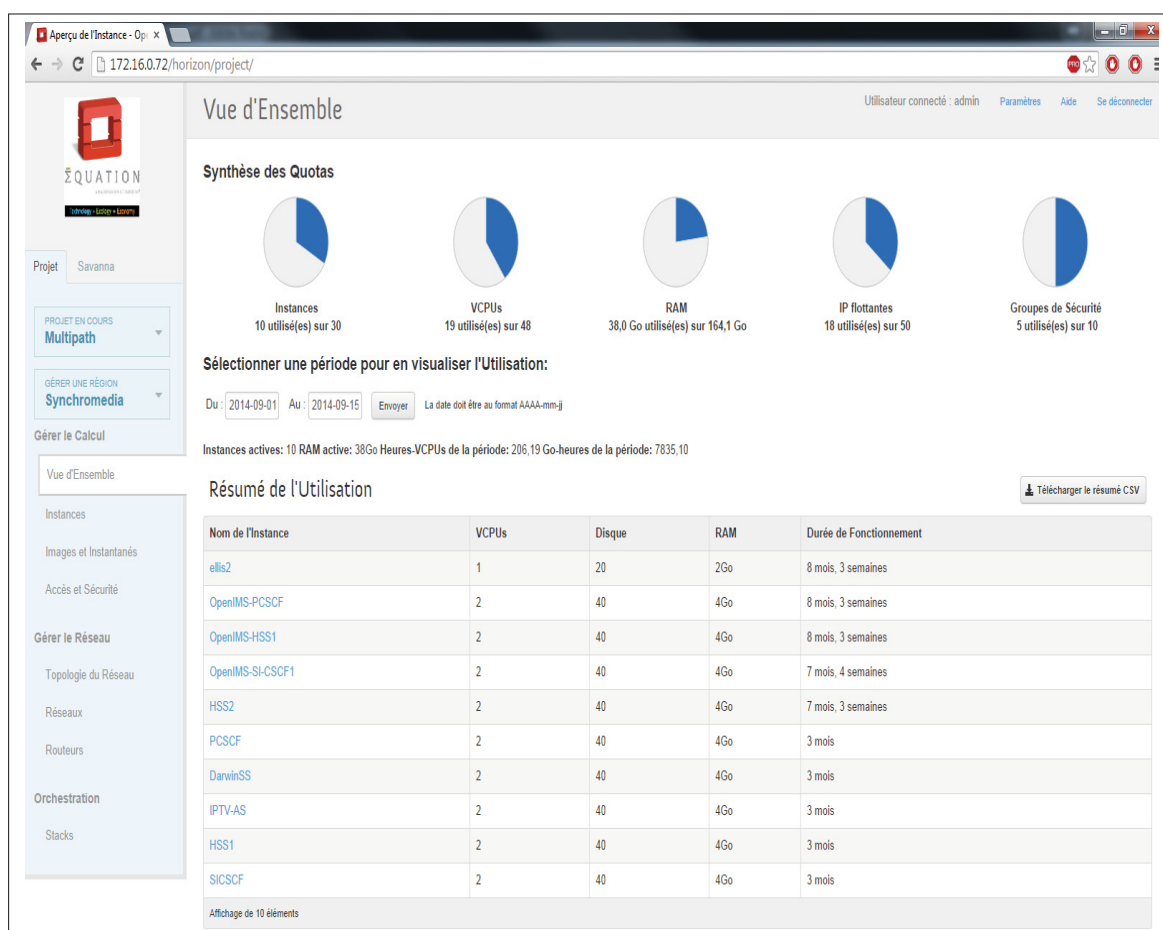 Aperçu de l'Instance - Ope
172.16.0.72/horizon/project/
PRO
ÉQUATION
Technology + Ecology + Economy
Vue d'Ensemble
Utilisateur connecté : admin Paramètres Aide Se déconnecter
Projet Savanna
PROJET EN COURS
Multipath
GÉRER UNE RÉGION
Synchromedia
Gérer le Calcul
Vue d'Ensemble
Instances
Images et Instantanés
Accès et Sécurité
Gérer le Réseau
Topologie du Réseau
Réseaux
Routeurs
Orchestration
Stacks
Synthèse des Quotas
Instances
10 utilisé(es) sur 30
VCPUs
19 utilisé(es) sur 48
RAM
38,0 Go utilisé(es) sur 164,1 Go
IP flottantes
18 utilisé(es) sur 50
Groupes de Sécurité
5 utilisé(es) sur 10
Sélectionner une période pour en visualiser l'Utilisation:
Du : 2014-09-01 Au : 2014-09-15 Envoyer La date doit être au format AAAA-mm-jj
Instances actives: 10 RAM active: 38Go Heures-VCPUs de la période: 206,19 Go-heures de la période: 7835,10
Résumé de l'Utilisation
Télécharger le résumé CSV
Nom de l'Instance VCPUs Disque RAM Durée de Fonctionnement
ellis2 1 20 2Go 8 mois, 3 semaines
OpenIMS-PCSCF 2 40 4Go 8 mois, 3 semaines
OpenIMS-HSS1 2 40 4Go 8 mois, 3 semaines
OpenIMS-SI-CSCF1 2 40 4Go 7 mois, 4 semaines
HSS2 2 40 4Go 7 mois, 3 semaines
PCSCF 2 40 4Go 3 mois
DarwinSS 2 40 4Go 3 mois
IPTV-AS 2 40 4Go 3 mois
HSS1 2 40 4Go 3 mois
SICSCF 2 40 4Go 3 mois
Affichage de 10 éléments